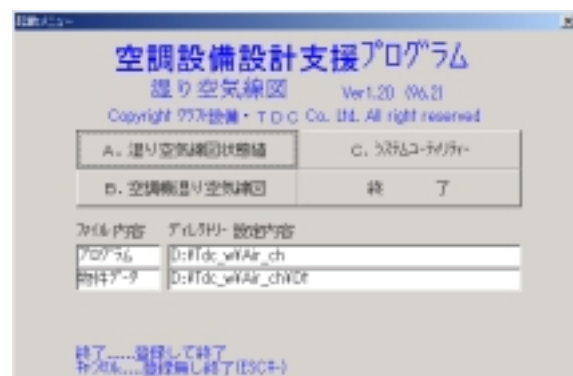 起動メニュー
空調設備設計支援プログラム
湿り空気線図 Ver1.20 (96.2)
Copyright クラフト設備・TDC Co. Ltd. All right reserved
A. 湿り空気線図状態値 C. システムユーティリティー
B. 空調機湿り空気線図 終 了
ファイル内容 ディレクトリー 設定内容
プログラム D:¥Tdc_w¥Air_ch
物件データ D:¥Tdc_w¥Air_ch¥Dt
終了......登録して終了
キャンセル....登録無し終了(ESCキー)